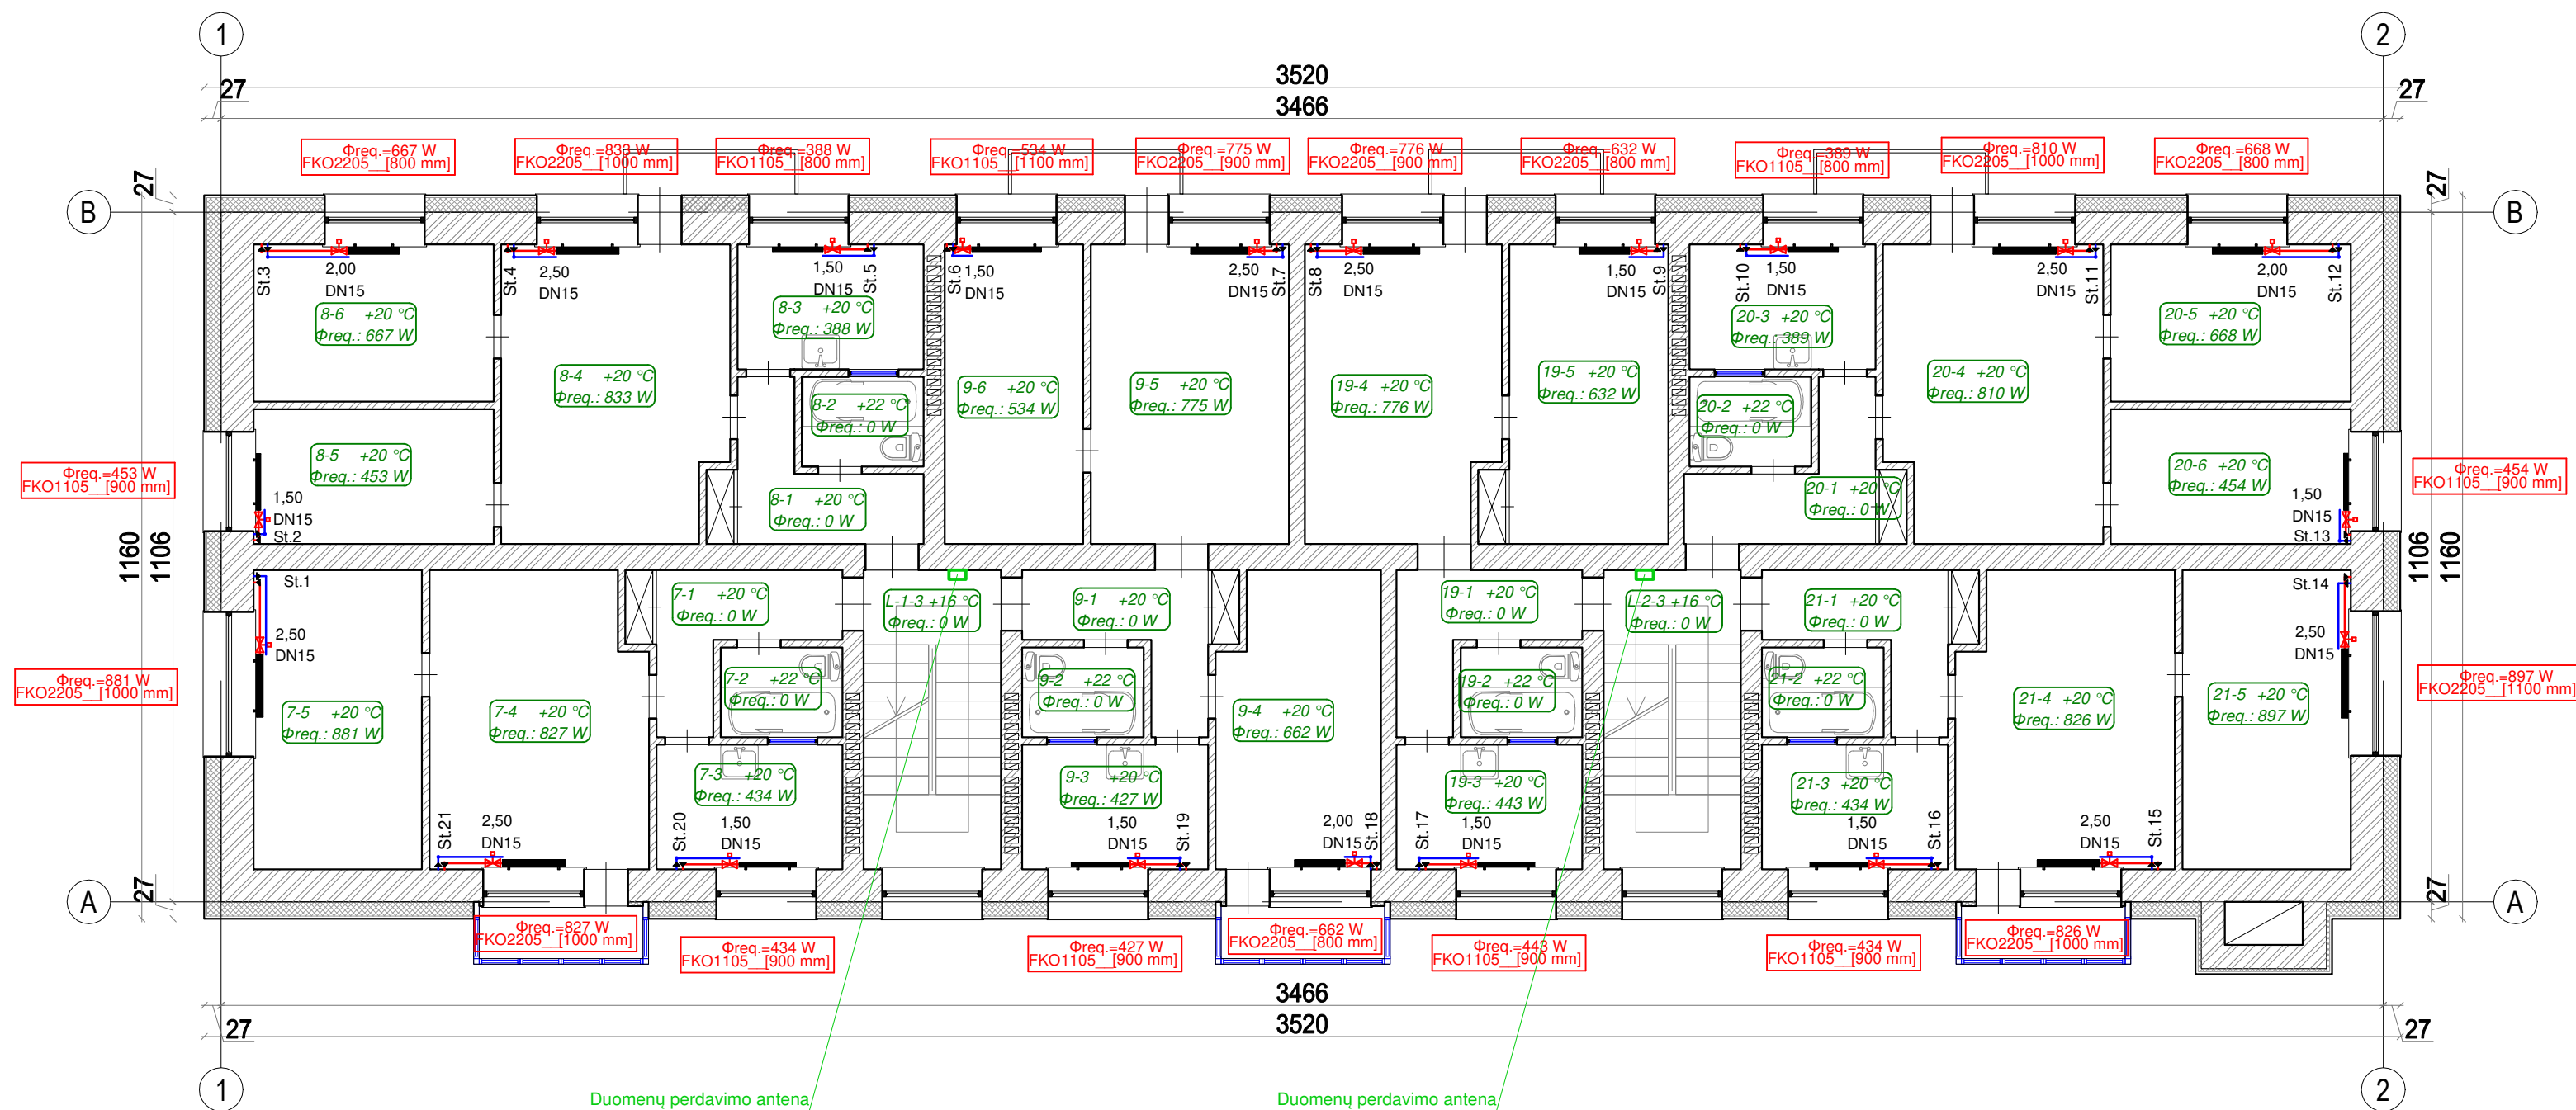 1
2
3520
27
27
3466
Φreq.=667 W
FKO2205__[800 mm]
Φreq.=833 W
FKO2205__[1000 mm]
Φreq.=388 W
FKO1105__[800 mm]
Φreq.=534 W
FKO1105__[1100 mm]
Φreq.=775 W
FKO2205__[900 mm]
Φreq.=776 W
FKO2205__[900 mm]
Φreq.=632 W
FKO2205__[800 mm]
Φreq.=389 W
FKO1105__[800 mm]
Φreq.=810 W
FKO2205__[1000 mm]
Φreq.=668 W
FKO2205__[800 mm]
27
27
B
B
St.3
2,00
DN15
St.4
2,50
DN15
1,50
DN15
St.5
St.6
1,50
DN15
2,50
DN15
St.7
St.8
2,50
DN15
1,50
DN15
St.9
St.10
1,50
DN15
2,50
DN15
St.11
2,00
DN15
St.12
8-6 +20 °C
Φreq.: 667 W
8-3 +20 °C
Φreq.: 388 W
20-3 +20 °C
Φreq.: 389 W
20-5 +20 °C
Φreq.: 668 W
8-4 +20 °C
Φreq.: 833 W
9-6 +20 °C
Φreq.: 534 W
9-5 +20 °C
Φreq.: 775 W
19-4 +20 °C
Φreq.: 776 W
19-5 +20 °C
Φreq.: 632 W
20-4 +20 °C
Φreq.: 810 W
8-2 +22 °C
Φreq.: 0 W
20-2 +22 °C
Φreq.: 0 W
8-5 +20 °C
Φreq.: 453 W
20-6 +20 °C
Φreq.: 454 W
Φreq.=453 W
FKO1105__[900 mm]
Φreq.=454 W
FKO1105__[900 mm]
1,50
DN15
St.2
8-1 +20 °C
Φreq.: 0 W
20-1 +20 °C
Φreq.: 0 W
1,50
DN15
St.13
1160
1106
1106
1160
St.1
2,50
DN15
7-1 +20 °C
Φreq.: 0 W
L-1-3 +16 °C
Φreq.: 0 W
9-1 +20 °C
Φreq.: 0 W
19-1 +20 °C
Φreq.: 0 W
L-2-3 +16 °C
Φreq.: 0 W
21-1 +20 °C
Φreq.: 0 W
St.14
2,50
DN15
Φreq.=881 W
FKO2205__[1000 mm]
Φreq.=897 W
FKO2205__[1100 mm]
7-5 +20 °C
Φreq.: 881 W
7-4 +20 °C
Φreq.: 827 W
7-2 +22 °C
Φreq.: 0 W
9-2 +22 °C
Φreq.: 0 W
9-4 +20 °C
Φreq.: 662 W
19-2 +22 °C
Φreq.: 0 W
21-2 +22 °C
Φreq.: 0 W
21-4 +20 °C
Φreq.: 826 W
21-5 +20 °C
Φreq.: 897 W
7-3 +20 °C
Φreq.: 434 W
9-3 +20 °C
Φreq.: 427 W
19-3 +20 °C
Φreq.: 443 W
21-3 +20 °C
Φreq.: 434 W
St.21
2,50
DN15
St.20
1,50
DN15
1,50
DN15
St.19
2,00
DN15
St.18
St.17
1,50
DN15
1,50
DN15
St.16
2,50
DN15
St.15
27
27
A
A
Φreq.=827 W
FKO2205__[1000 mm]
Φreq.=434 W
FKO1105__[900 mm]
Φreq.=427 W
FKO1105__[900 mm]
Φreq.=662 W
FKO2205__[800 mm]
Φreq.=443 W
FKO1105__[900 mm]
Φreq.=434 W
FKO1105__[900 mm]
Φreq.=826 W
FKO2205__[1000 mm]
3466
27
27
3520
1
2
Duomenų perdavimo antena
Duomenų perdavimo antena